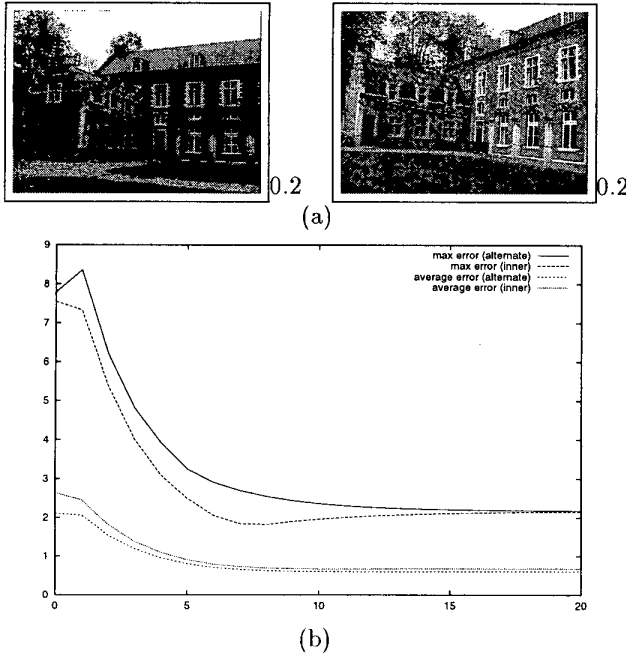 0.2
0.2
(a)
9
8
7
6
5
4
3
2
1
0
max error (alternate)
max error (inner)
average error (alternate)
average error (inner)
0
5
10
15
20
(b)